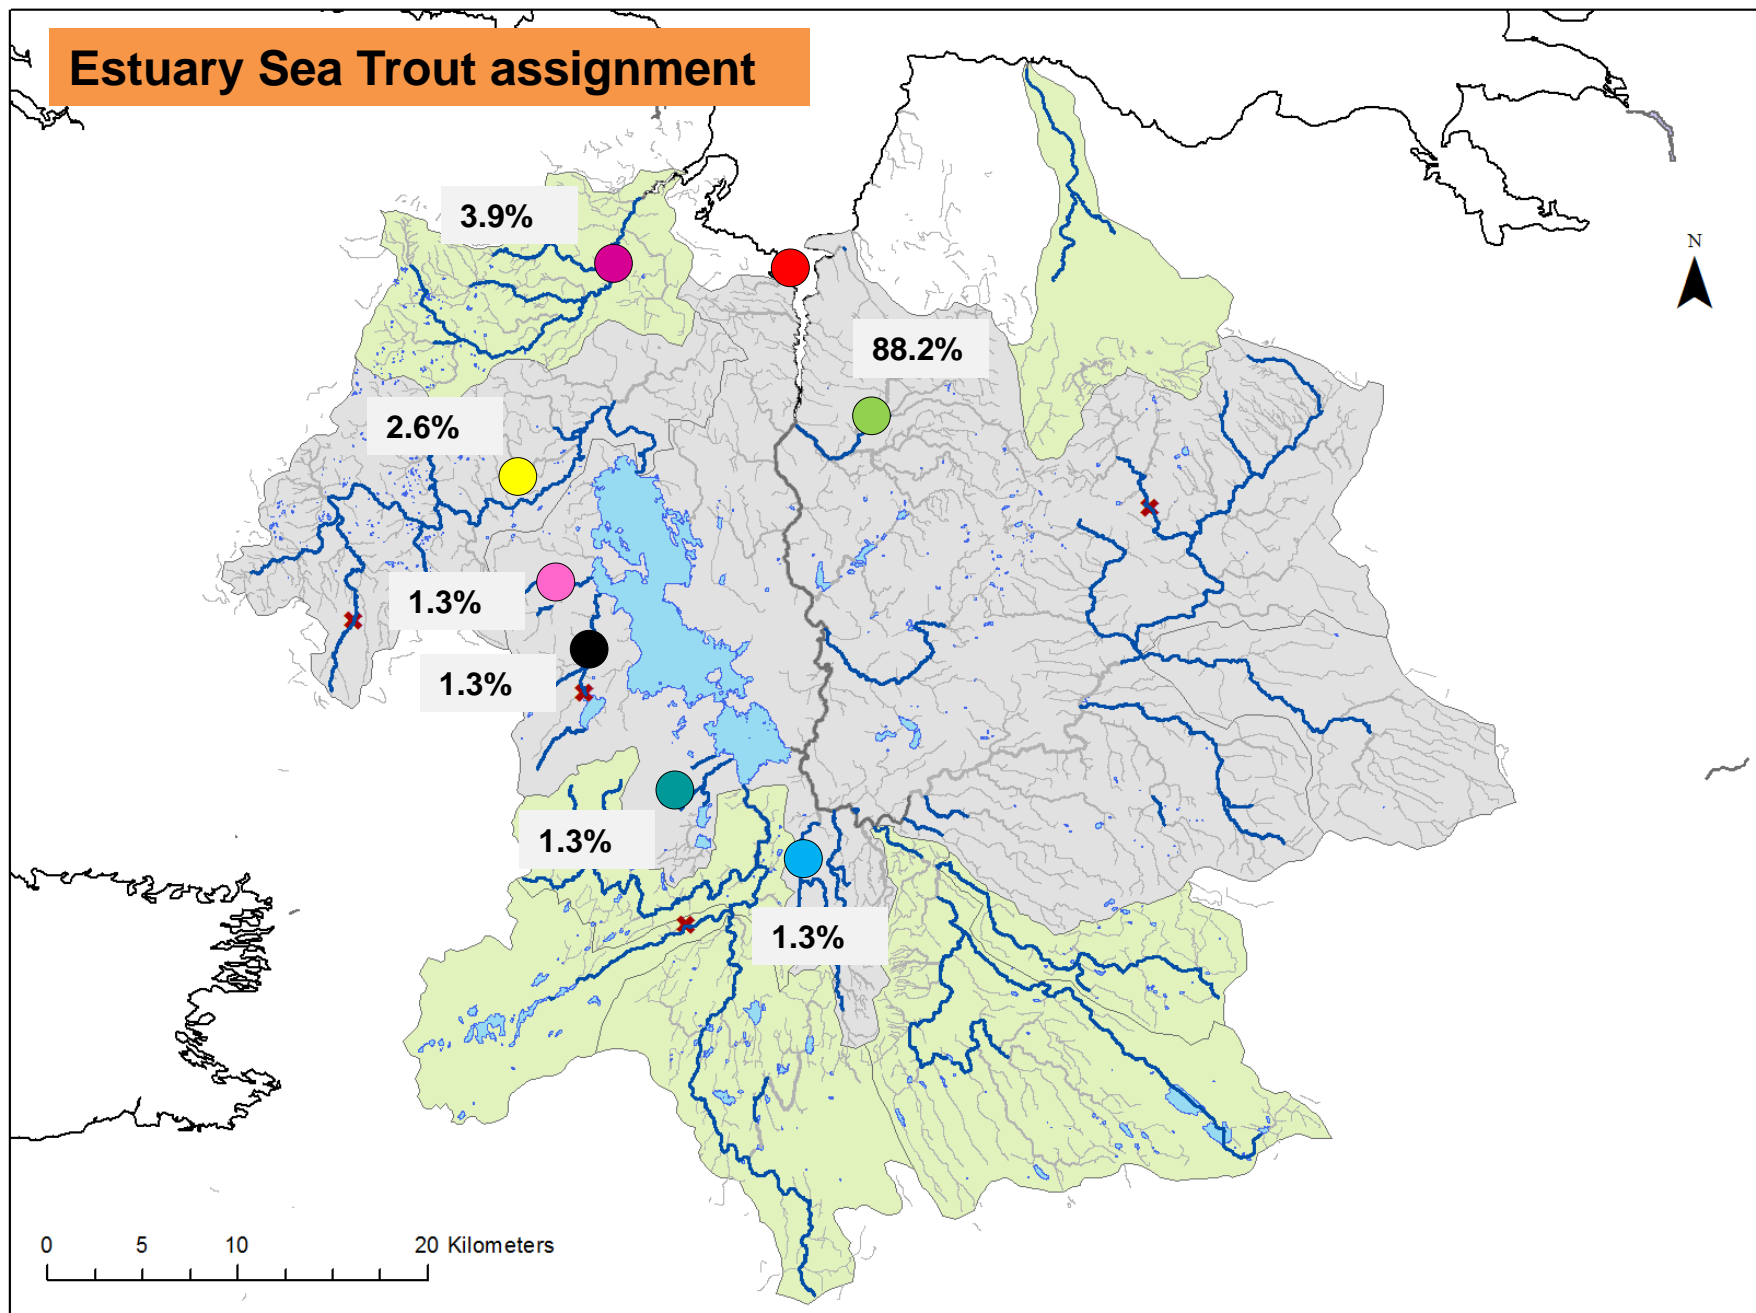 Estuary Sea Trout assignment
3.9%
N
88.2%
2.6%
1.3%
1.3%
1.3%
1.3%
0 5 10 20 Kilometers